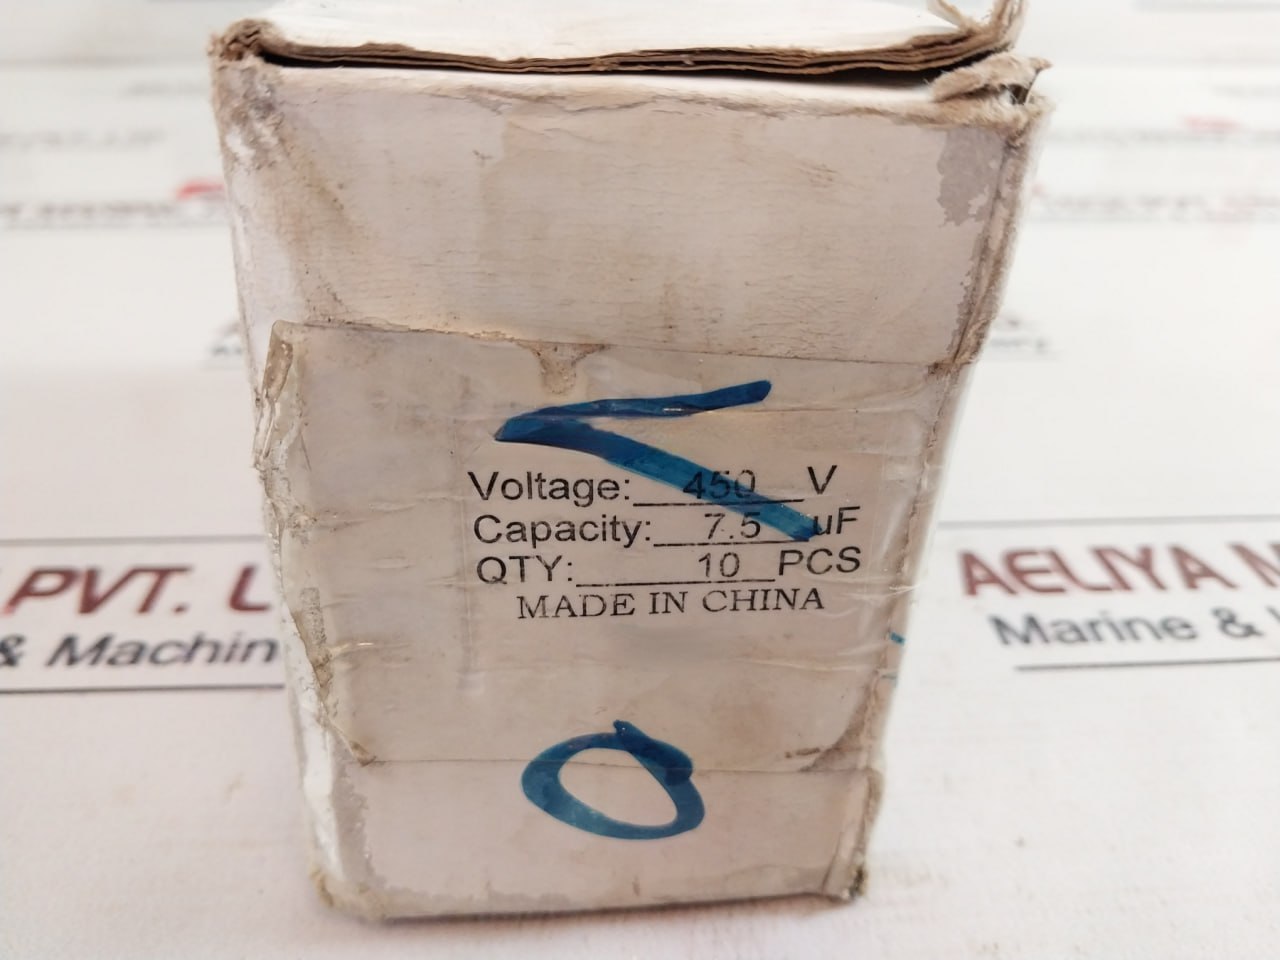 Voltage: 450 V
Capacity: 7.5 uF
QTY: 10 PCS
MADE IN CHINA
PVT. L
& Machin
AELIYA M
Marine &